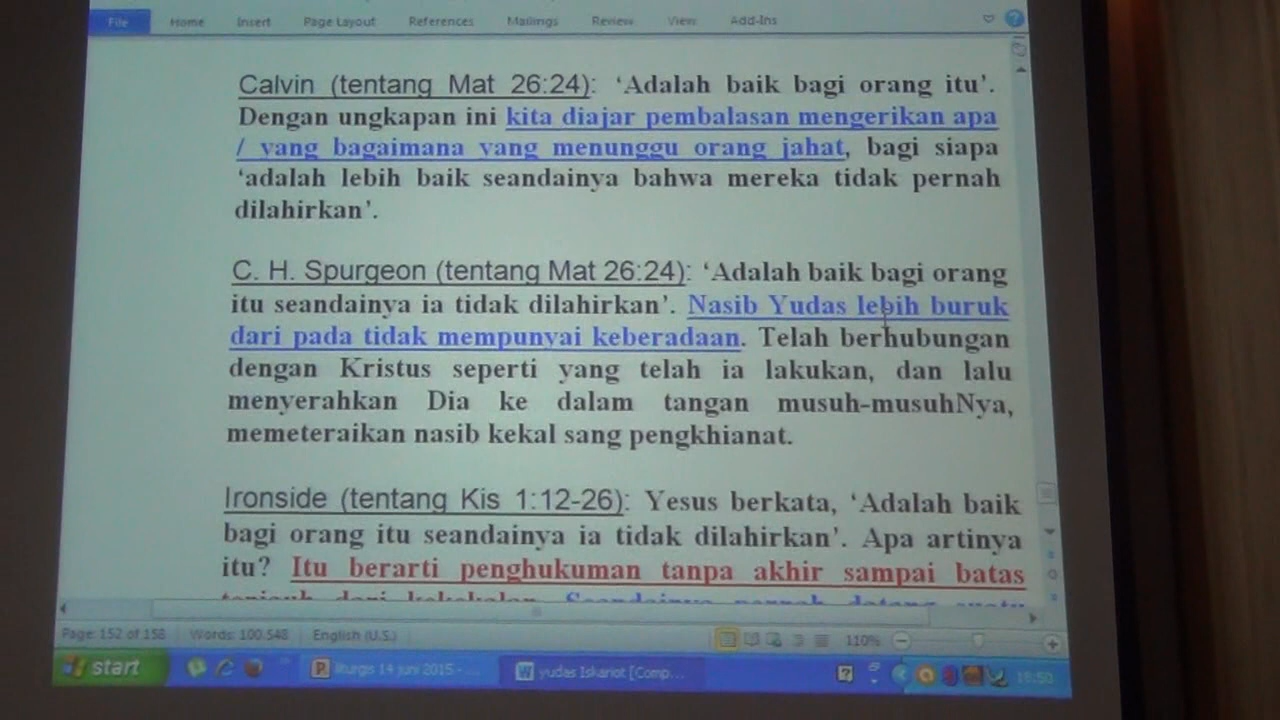 File Home Insert Page Layout References Mailings Review View Add-Ins
Calvin (tentang Mat 26:24): ‘Adalah baik bagi orang itu’.
Dengan ungkapan ini kita diajar pembalasan mengerikan apa
/ yang bagaimana yang menunggu orang jahat, bagi siapa
‘adalah lebih baik seandainya bahwa mereka tidak pernah
dilahirkan’.
C. H. Spurgeon (tentang Mat 26:24): ‘Adalah baik bagi orang
itu seandainya ia tidak dilahirkan’. Nasib Yudas lebih buruk
dari pada tidak mempunyai keberadaan. Telah berhubungan
dengan Kristus seperti yang telah ia lakukan, dan lalu
menyerahkan Dia ke dalam tangan musuh-musuhNya,
memeteraikan nasib kekal sang pengkhianat.
Ironside (tentang Kis 1:12-26): Yesus berkata, ‘Adalah baik
bagi orang itu seandainya ia tidak dilahirkan’. Apa artinya
itu? Itu berarti penghukuman tanpa akhir sampai batas
Page: 152 of 158 Words: 100.548 English (U.S.) 110%
start liturgis 14 juni 2015 - ... yudas Iskariot [Comp... 18:50